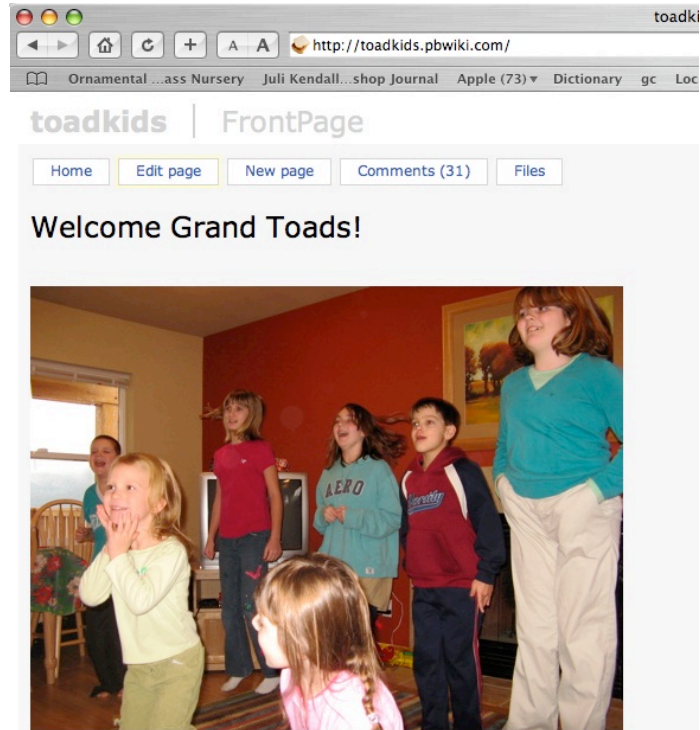 toadki
A A http://toadkids.pbwiki.com/
Ornamental ...ass Nursery Juli Kendall...shop Journal Apple (73) Dictionary gc Loc
toadkids | FrontPage
Home Edit page New page Comments (31) Files
Welcome Grand Toads!
AERO
Varsity